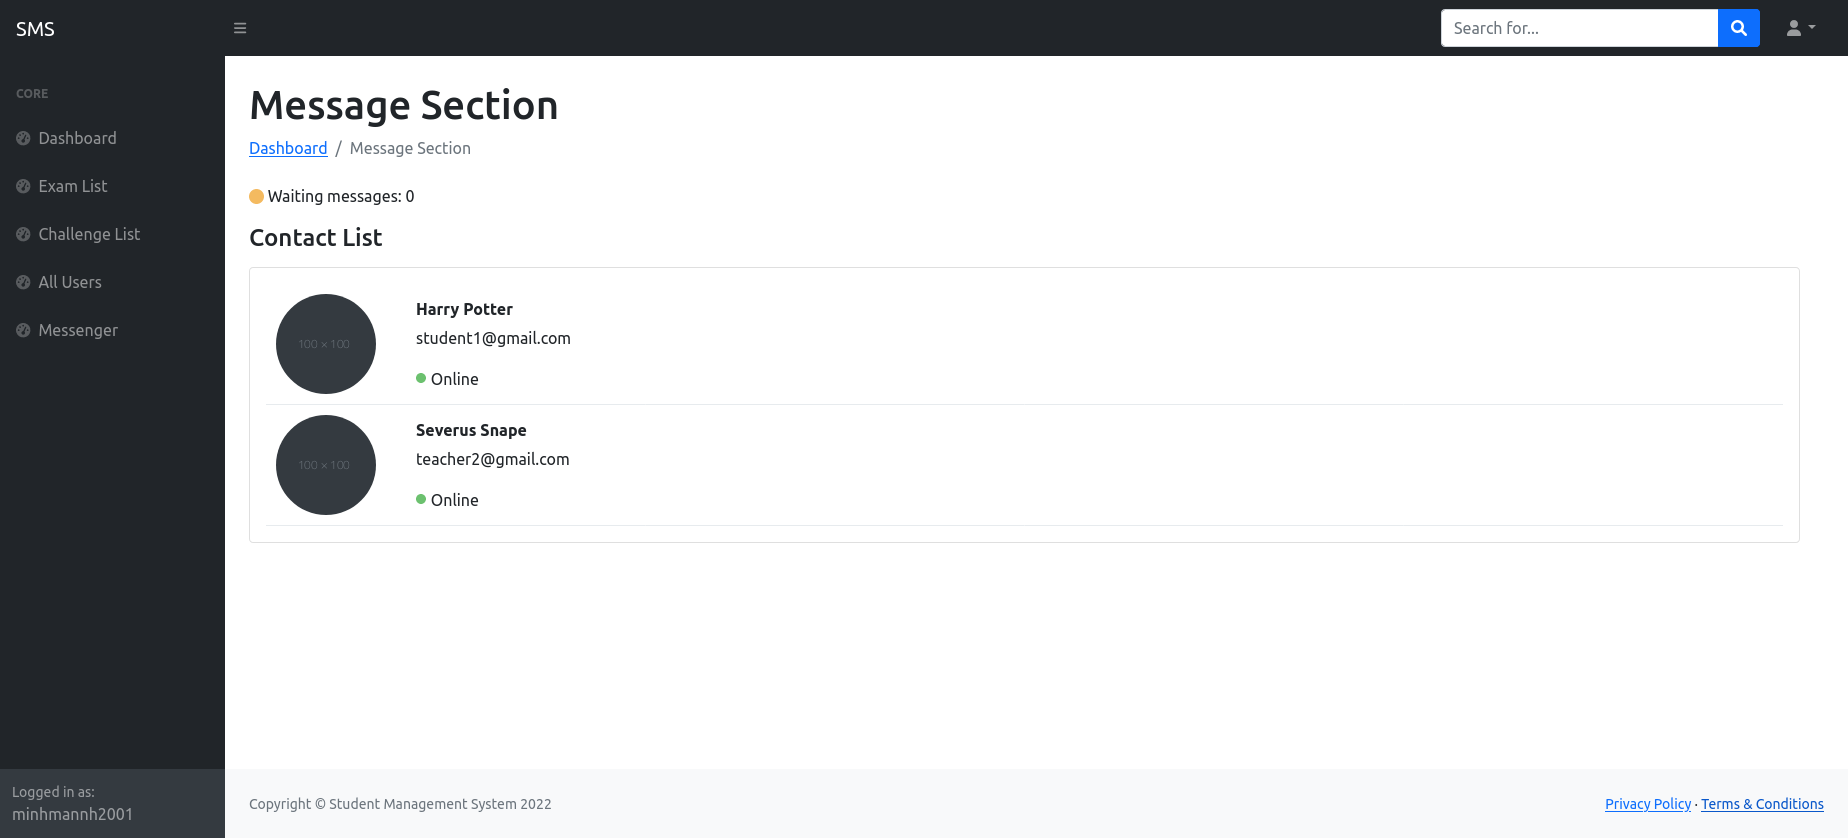 SMS
Search for...
CORE
Dashboard
Exam List
Challenge List
All Users
Messenger
Logged in as:
minhmannh2001
Message Section
Dashboard / Message Section
Waiting messages: 0
Contact List
100 × 100
Harry Potter
student1@gmail.com
Online
100 × 100
Severus Snape
teacher2@gmail.com
Online
Copyright © Student Management System 2022
Privacy Policy · Terms & Conditions